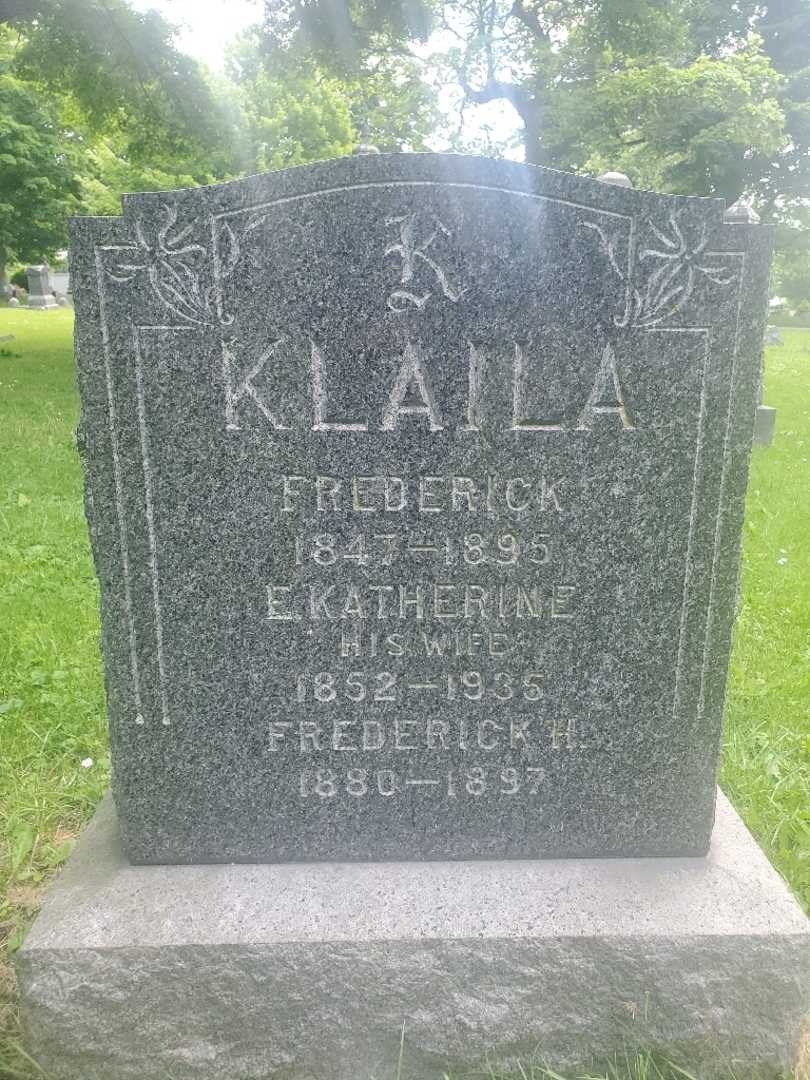 K
KLAILA
FREDERICK
1847–1895
E. KATHERINE
HIS WIFE
1852–1935
FREDERICK H.
1880–1897